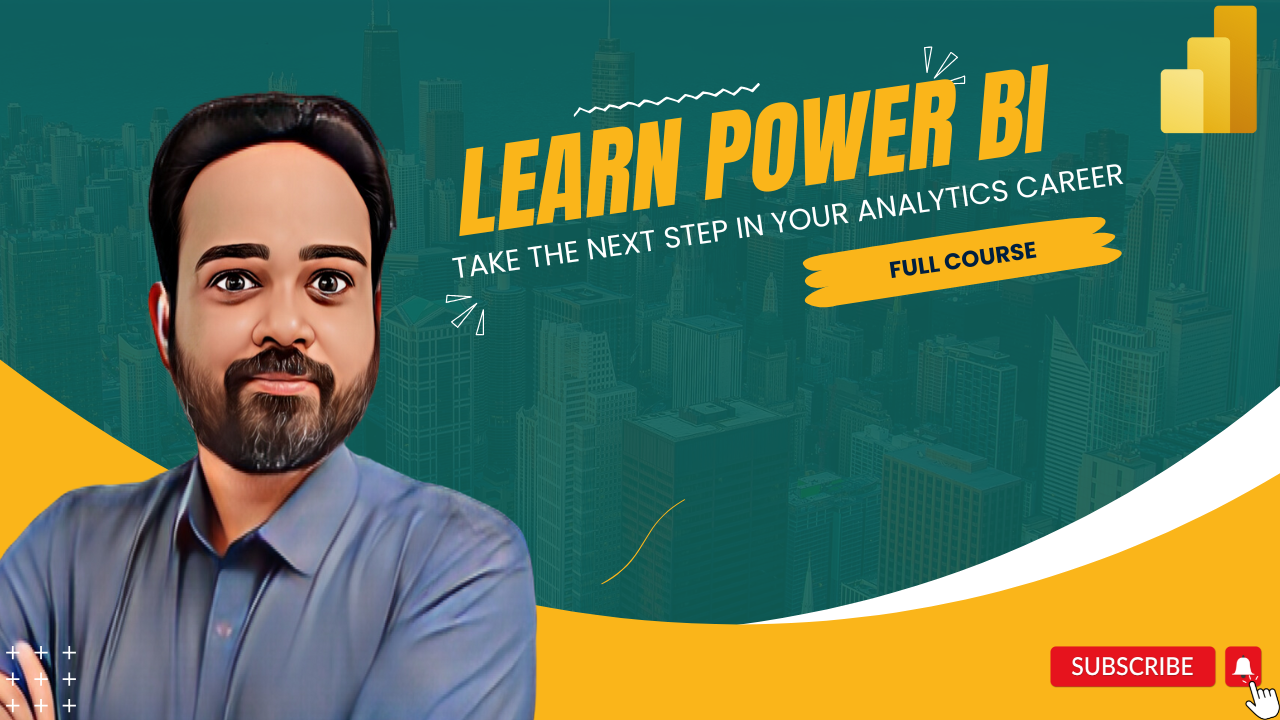 LEARN POWER BI
TAKE THE NEXT STEP IN YOUR ANALYTICS CAREER
FULL COURSE
SUBSCRIBE